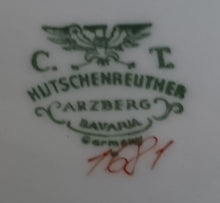 C. T.
HUTSCHENREUTHER
ARZBERG
BAVARIA
Germany
1681